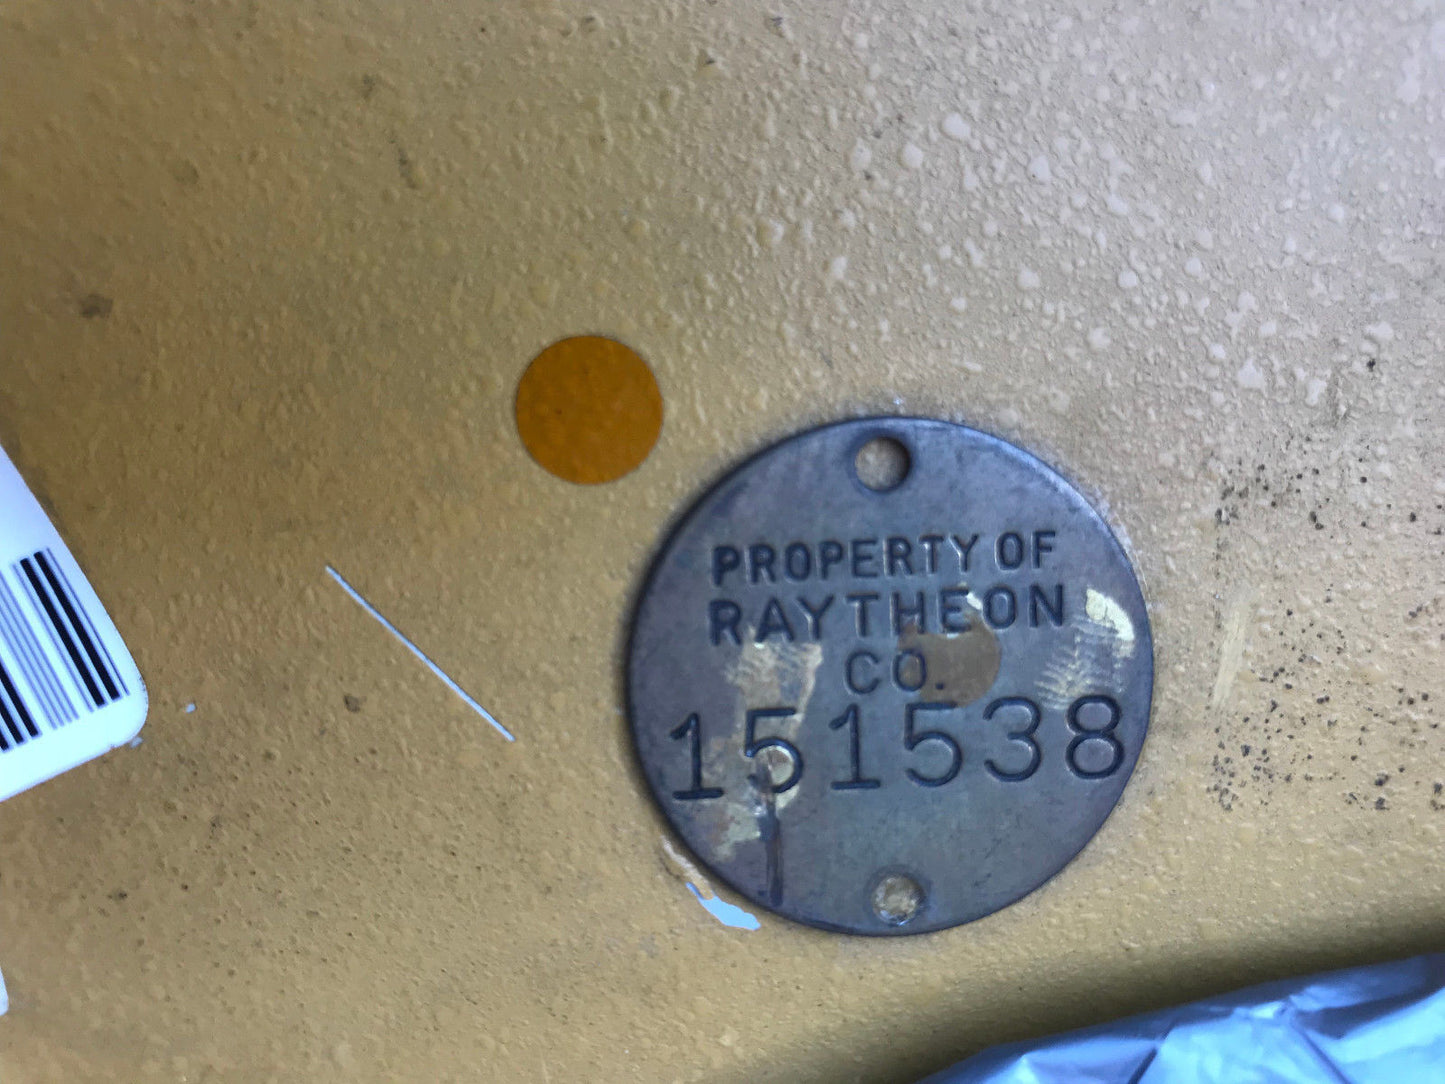 PROPERTY OF
RAYTHEON
CO.
151538